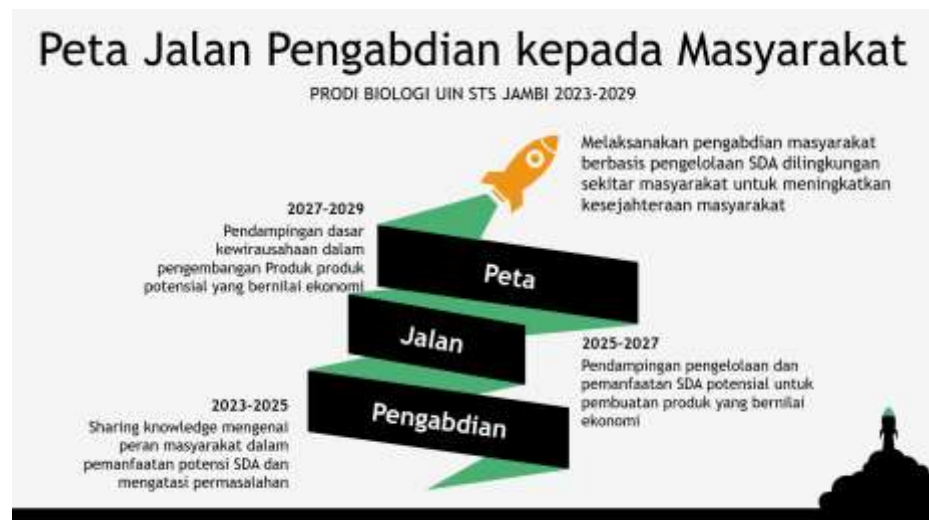 Peta Jalan Pengabdian kepada Masyarakat
PRODI BIOLOGI UIN STS JAMBI 2023-2029
Melaksanakan pengabdian masyarakat
berbasis pengelolaan SDA dilingkungan
sekitar masyarakat untuk meningkatkan
kesejahteraan masyarakat
2027-2029
Pendampingan dasar
kewirausahaan dalam
pengembangan Produk produk
potensial yang bernilai ekonomi
Peta
Jalan
2025-2027
Pendampingan pengelolaan dan
pemanfaatan SDA potensial untuk
pembuatan produk yang bernilai
ekonomi
Pengabdian
2023-2025
Sharing knowledge mengenai
peran masyarakat dalam
pemanfaatan potensi SDA dan
mengatasi permasalahan